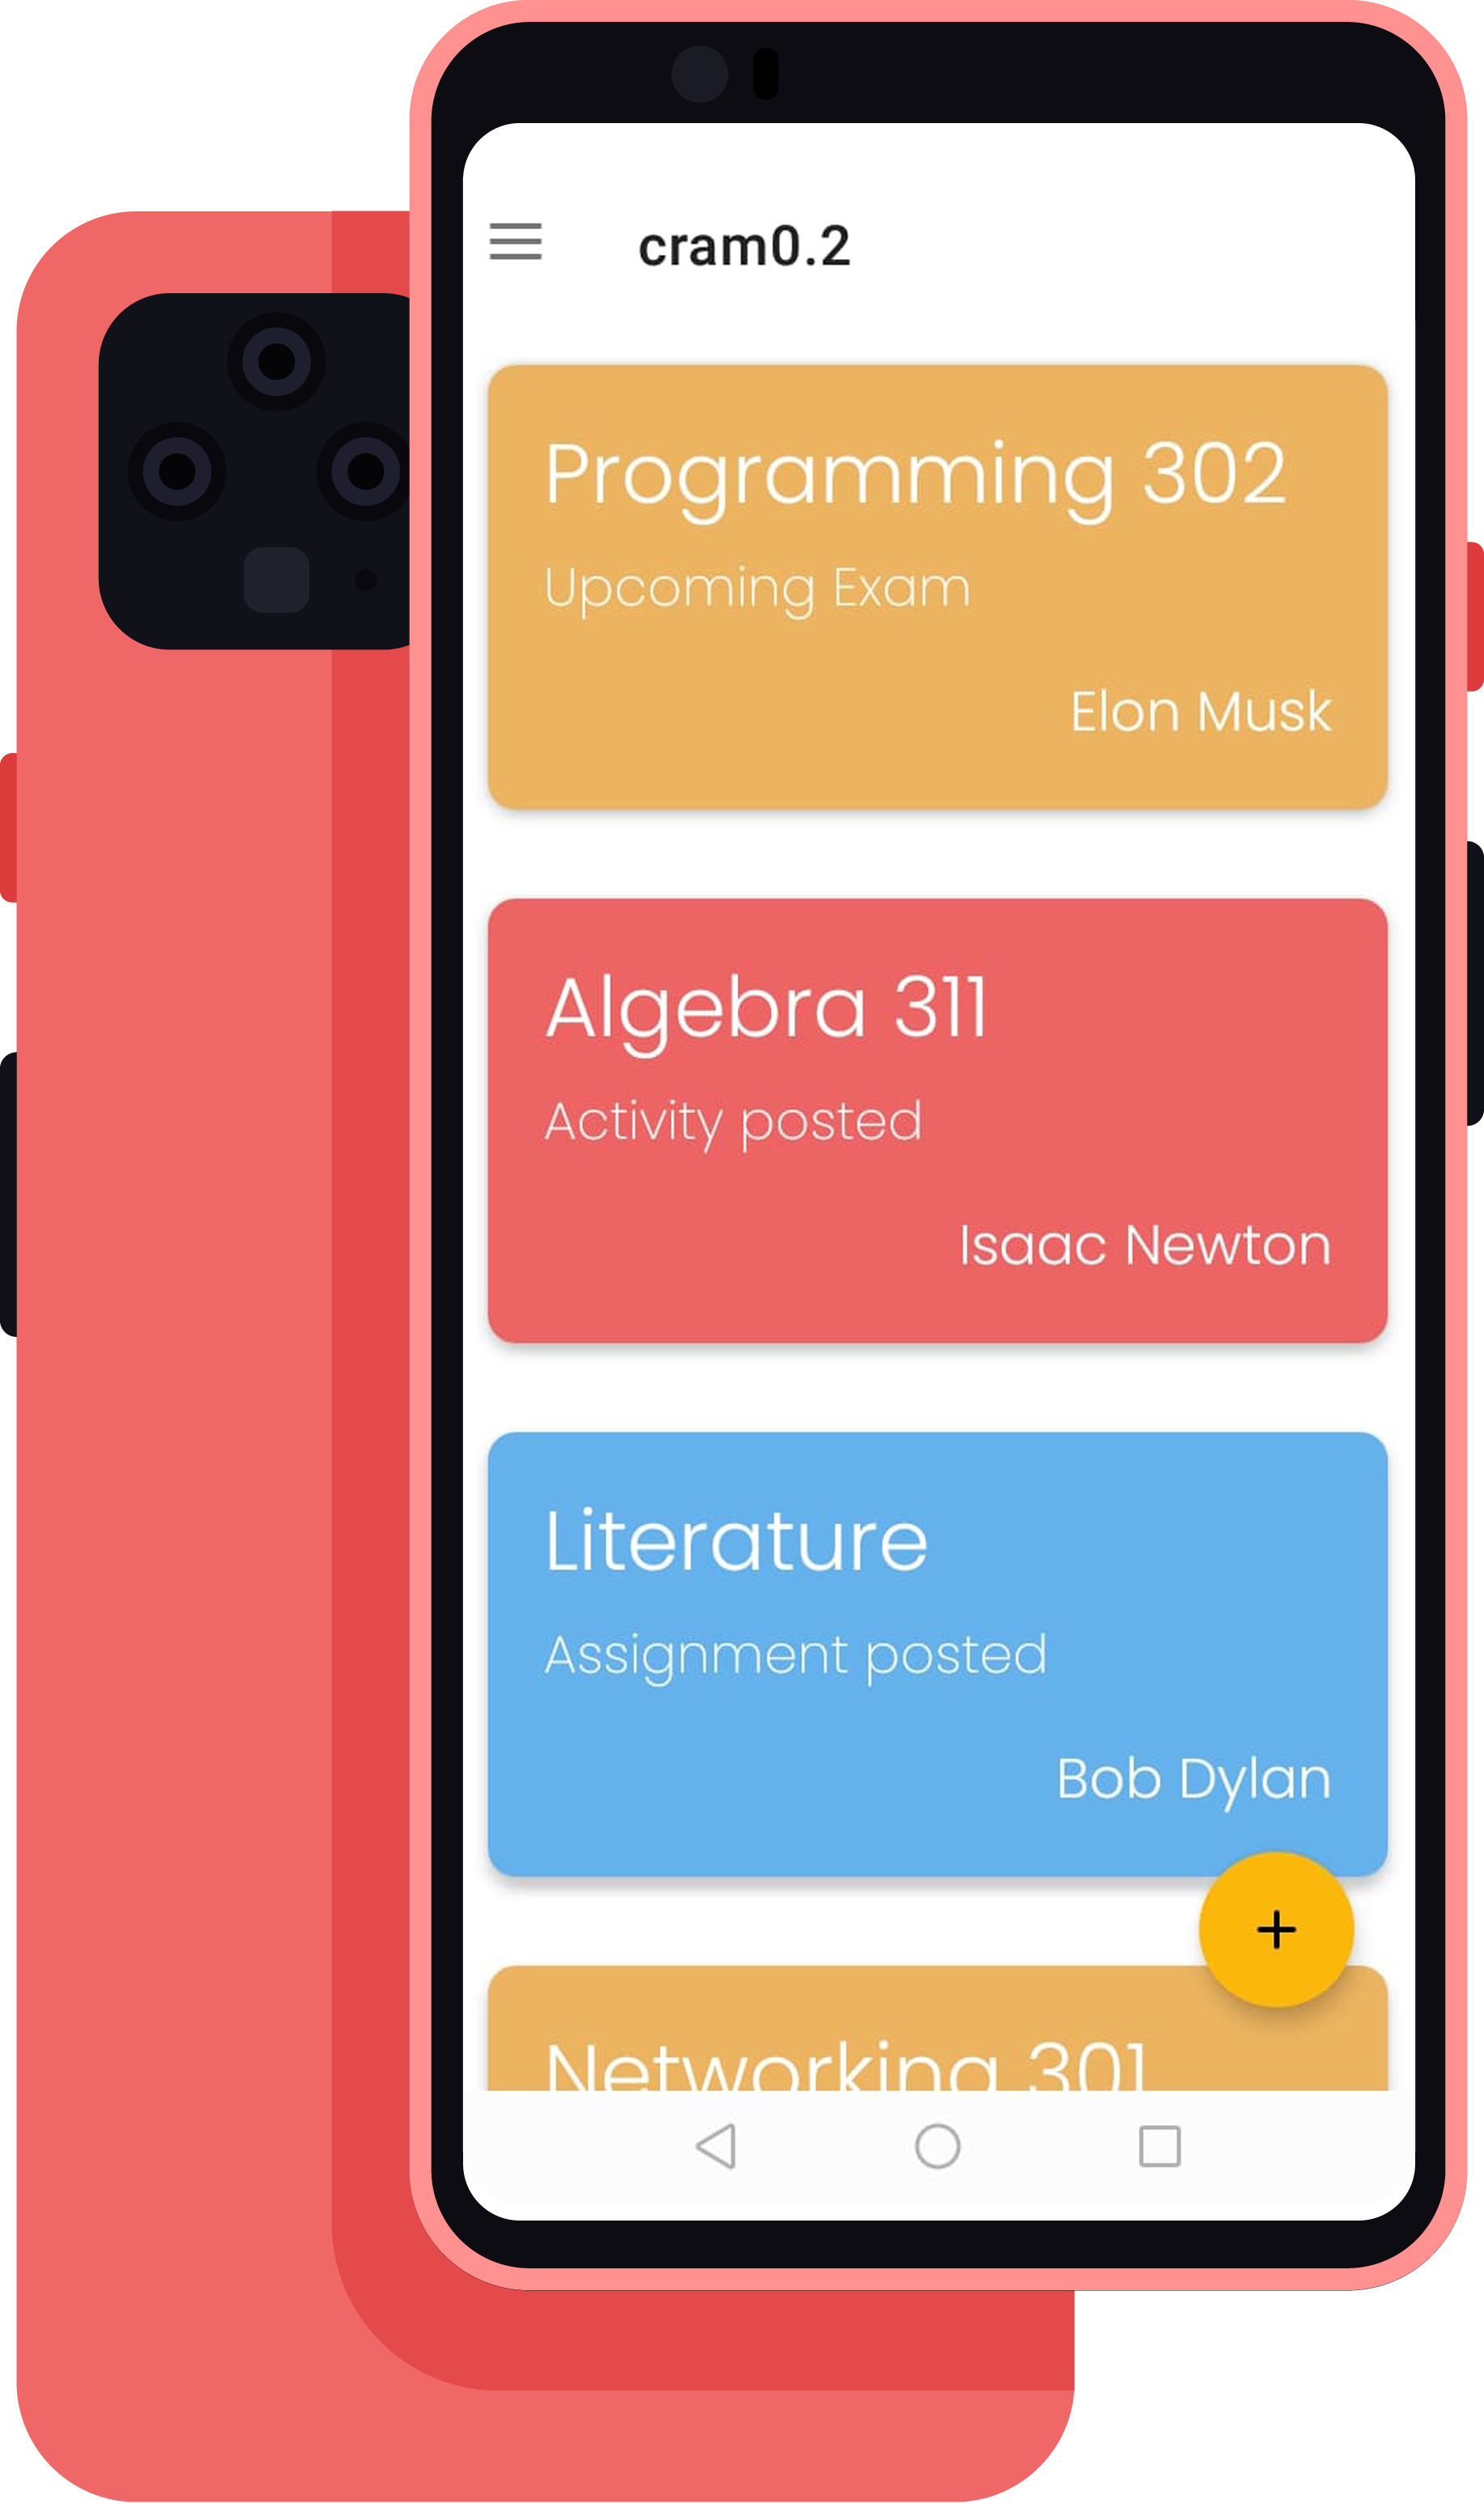 cram0.2
Programming 302
Upcoming Exam
Elon Musk
Algebra 311
Activity posted
Isaac Newton
Literature
Assignment posted
Bob Dylan
+
Networking 301